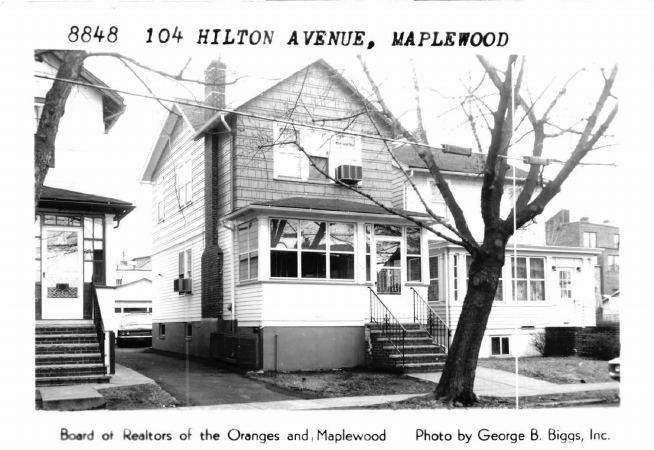 8848 104 HILTON AVENUE, MAPLEWOOD
Board of Realtors of the Oranges and Maplewood Photo by George B. Biggs, Inc.